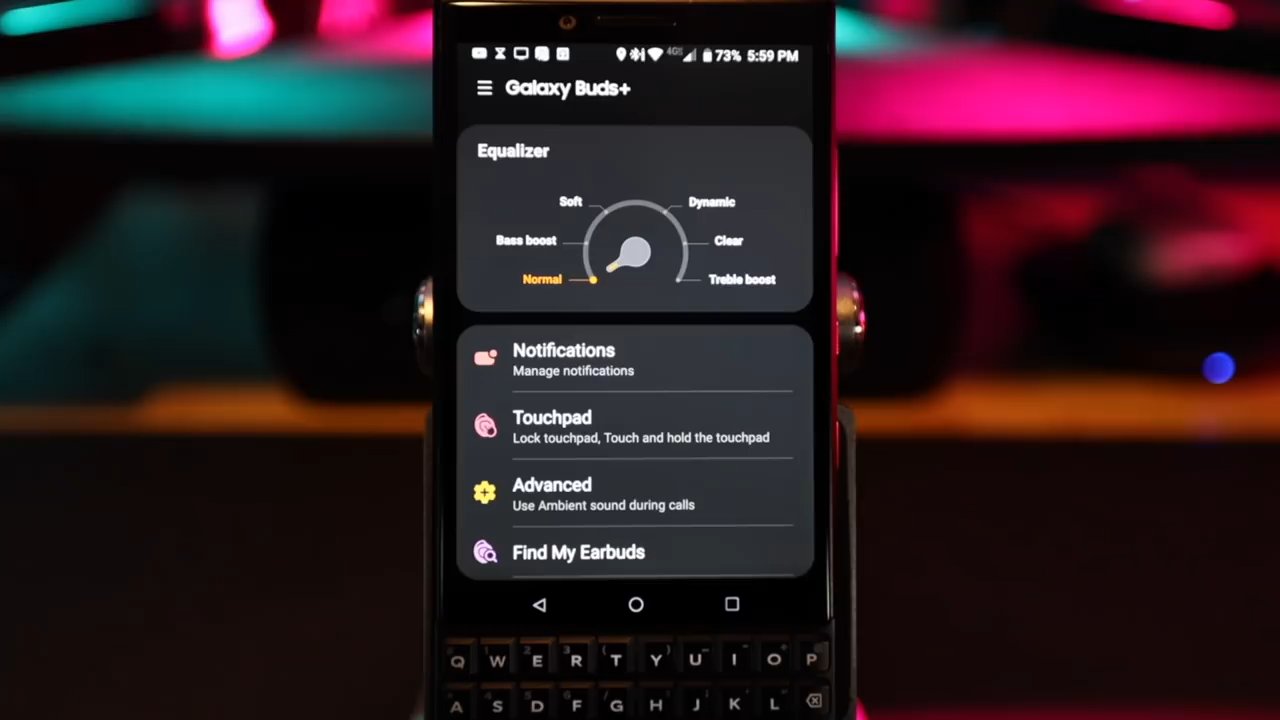 4G 73% 5:59 PM
Galaxy Buds+
Equalizer
Soft Dynamic
Bass boost Clear
Normal Treble boost
Notifications
Manage notifications
Touchpad
Lock touchpad, Touch and hold the touchpad
Advanced
Use Ambient sound during calls
Find My Earbuds
Q W E R T Y U I O P
A S D F G H J K L